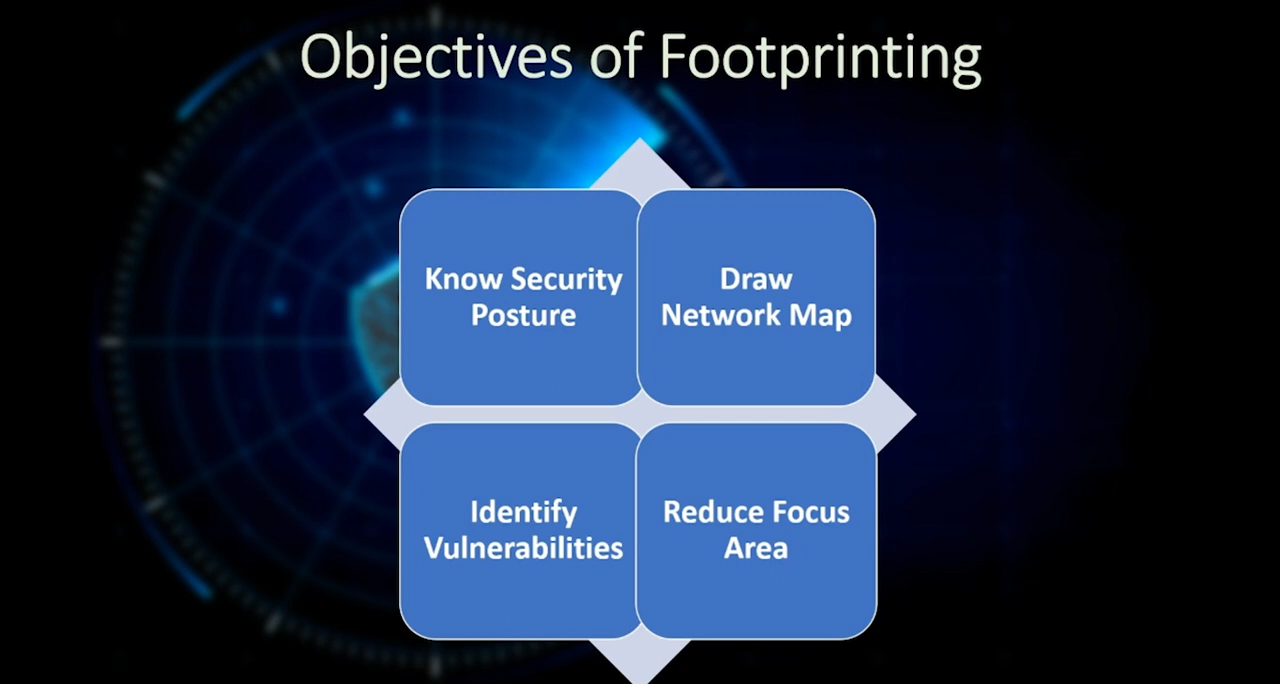 Objectives of Footprinting
Know Security
Posture
Draw
Network Map
Identify
Vulnerabilities
Reduce Focus
Area